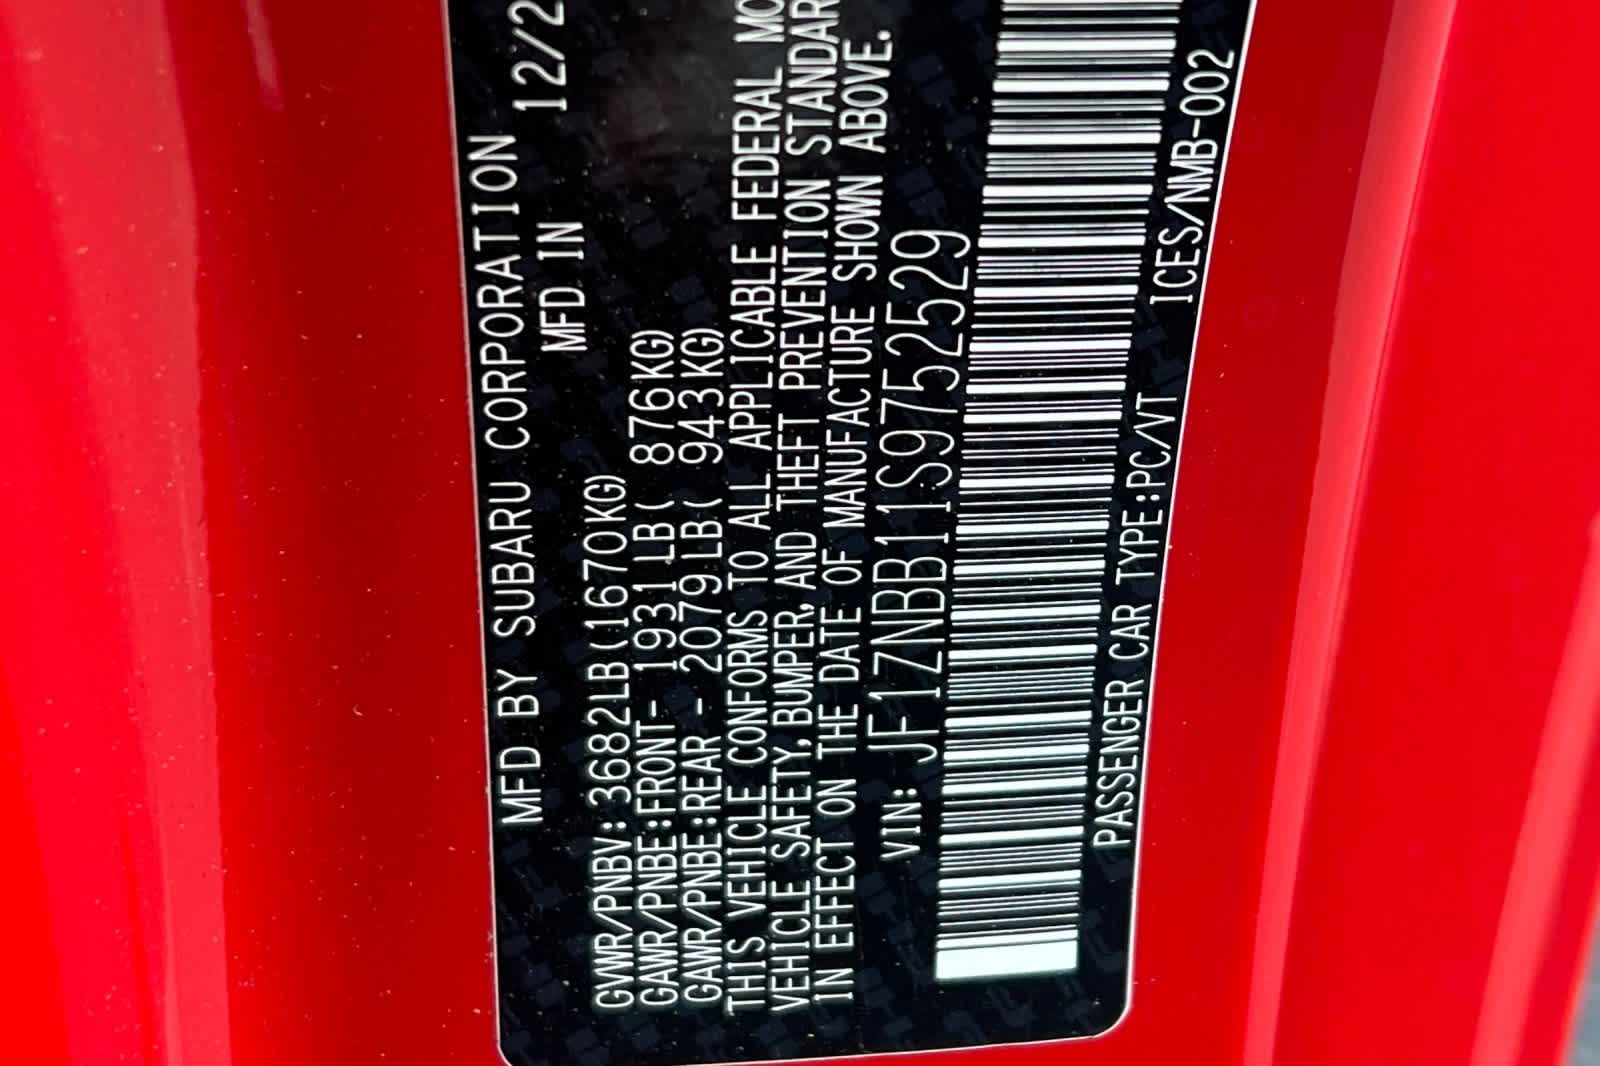 MFD BY SUBARU CORPORATION
MFD IN 12/2
GVWR/PNBV:3682LB(1670KG)
GAWR/PNBE:FRONT- 1931LB( 876KG)
GAWR/PNBE:REAR - 2079LB( 943KG)
THIS VEHICLE CONFORMS TO ALL APPLICABLE FEDERAL MO
VEHICLE SAFETY,BUMPER,AND THEFT PREVENTION STANDAR
IN EFFECT ON THE DATE OF MANUFACTURE SHOWN ABOVE.
VIN: JF1ZNBB11S9752529
PASSENGER CAR TYPE:PC/VT ICES/NMB-002